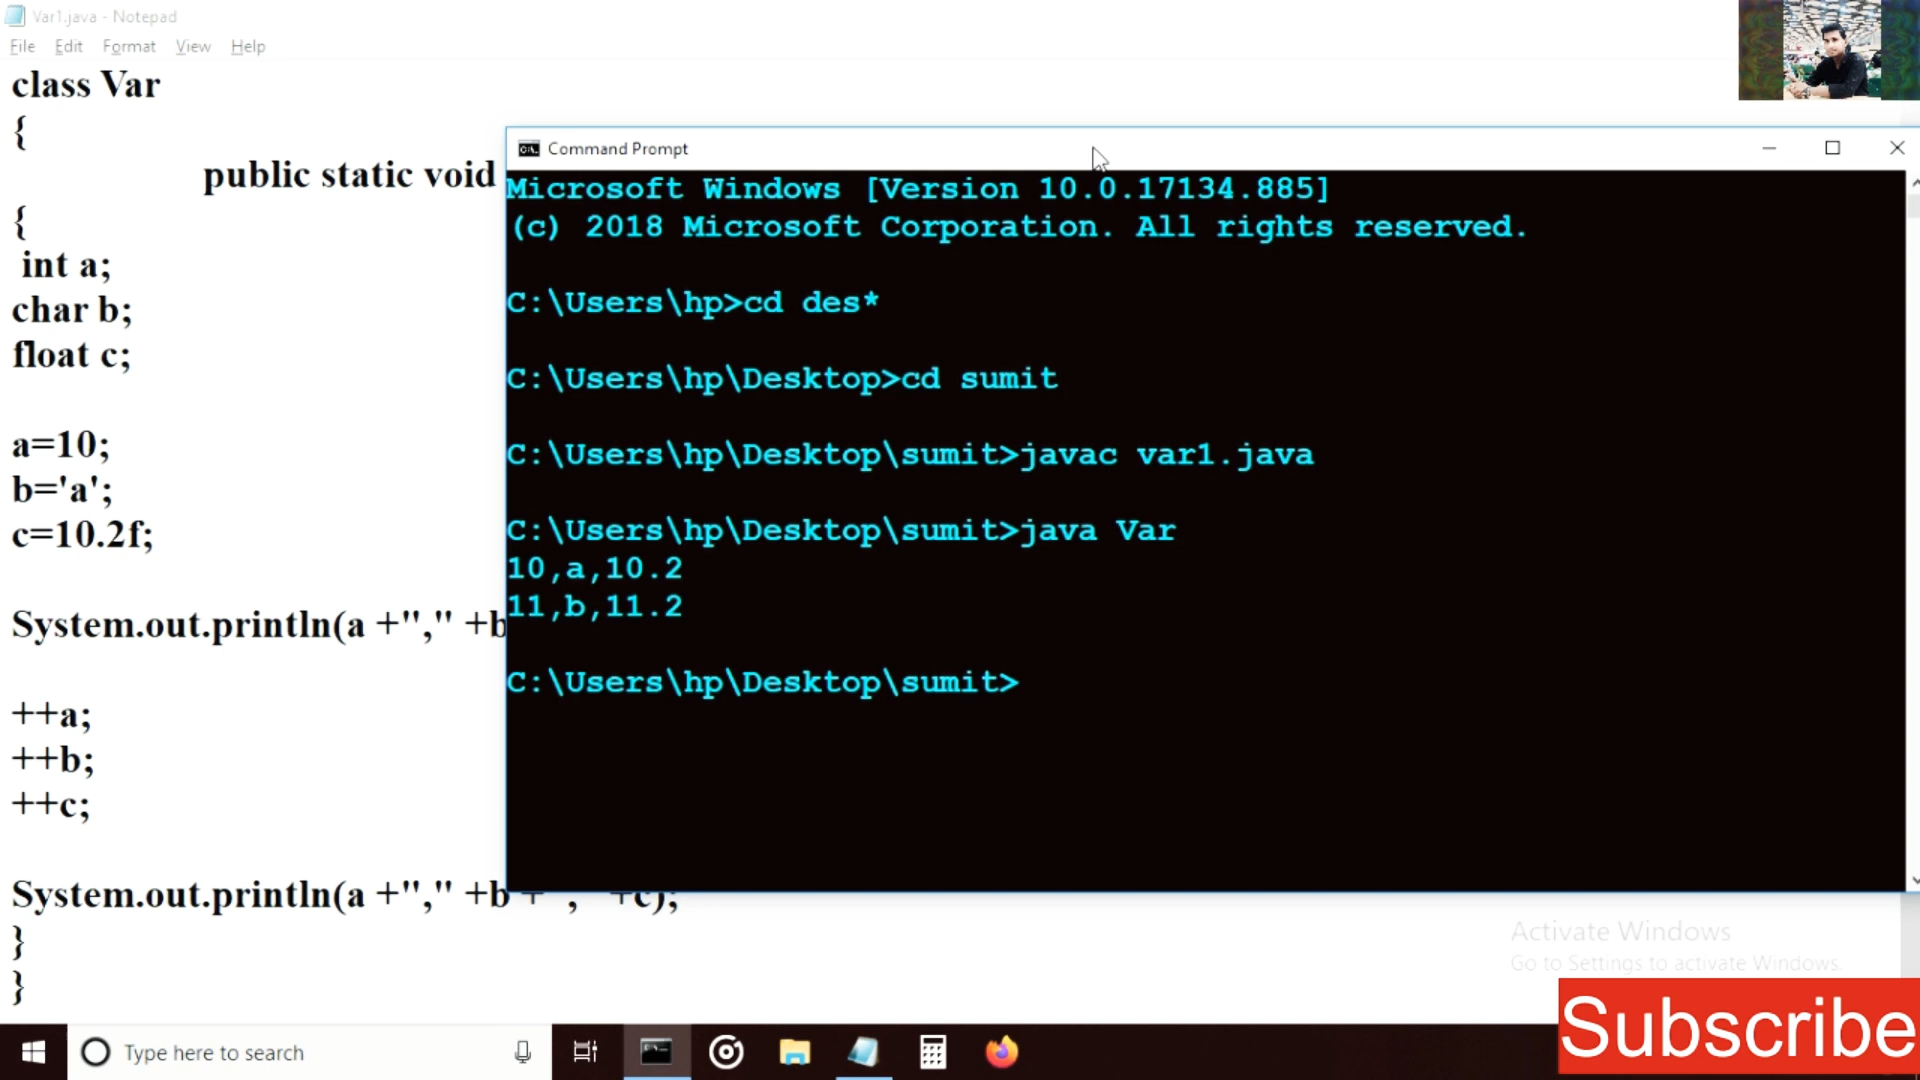 Var1.java - Notepad
File Edit Format View Help
class Var
{
public static void
{
int a;
char b;
float c;
a=10;
b='a';
c=10.2f;
System.out.println(a +"," +b
++a;
++b;
++c;
System.out.println(a +"," +b + , +c);
}
}
Command Prompt
Microsoft Windows [Version 10.0.17134.885]
(c) 2018 Microsoft Corporation. All rights reserved.
C:\Users\hp>cd des*
C:\Users\hp\Desktop>cd sumit
C:\Users\hp\Desktop\sumit>javac var1.java
C:\Users\hp\Desktop\sumit>java Var
10,a,10.2
11,b,11.2
C:\Users\hp\Desktop\sumit>
Activate Windows
Go to Settings to activate Windows.
Subscribe
Type here to search